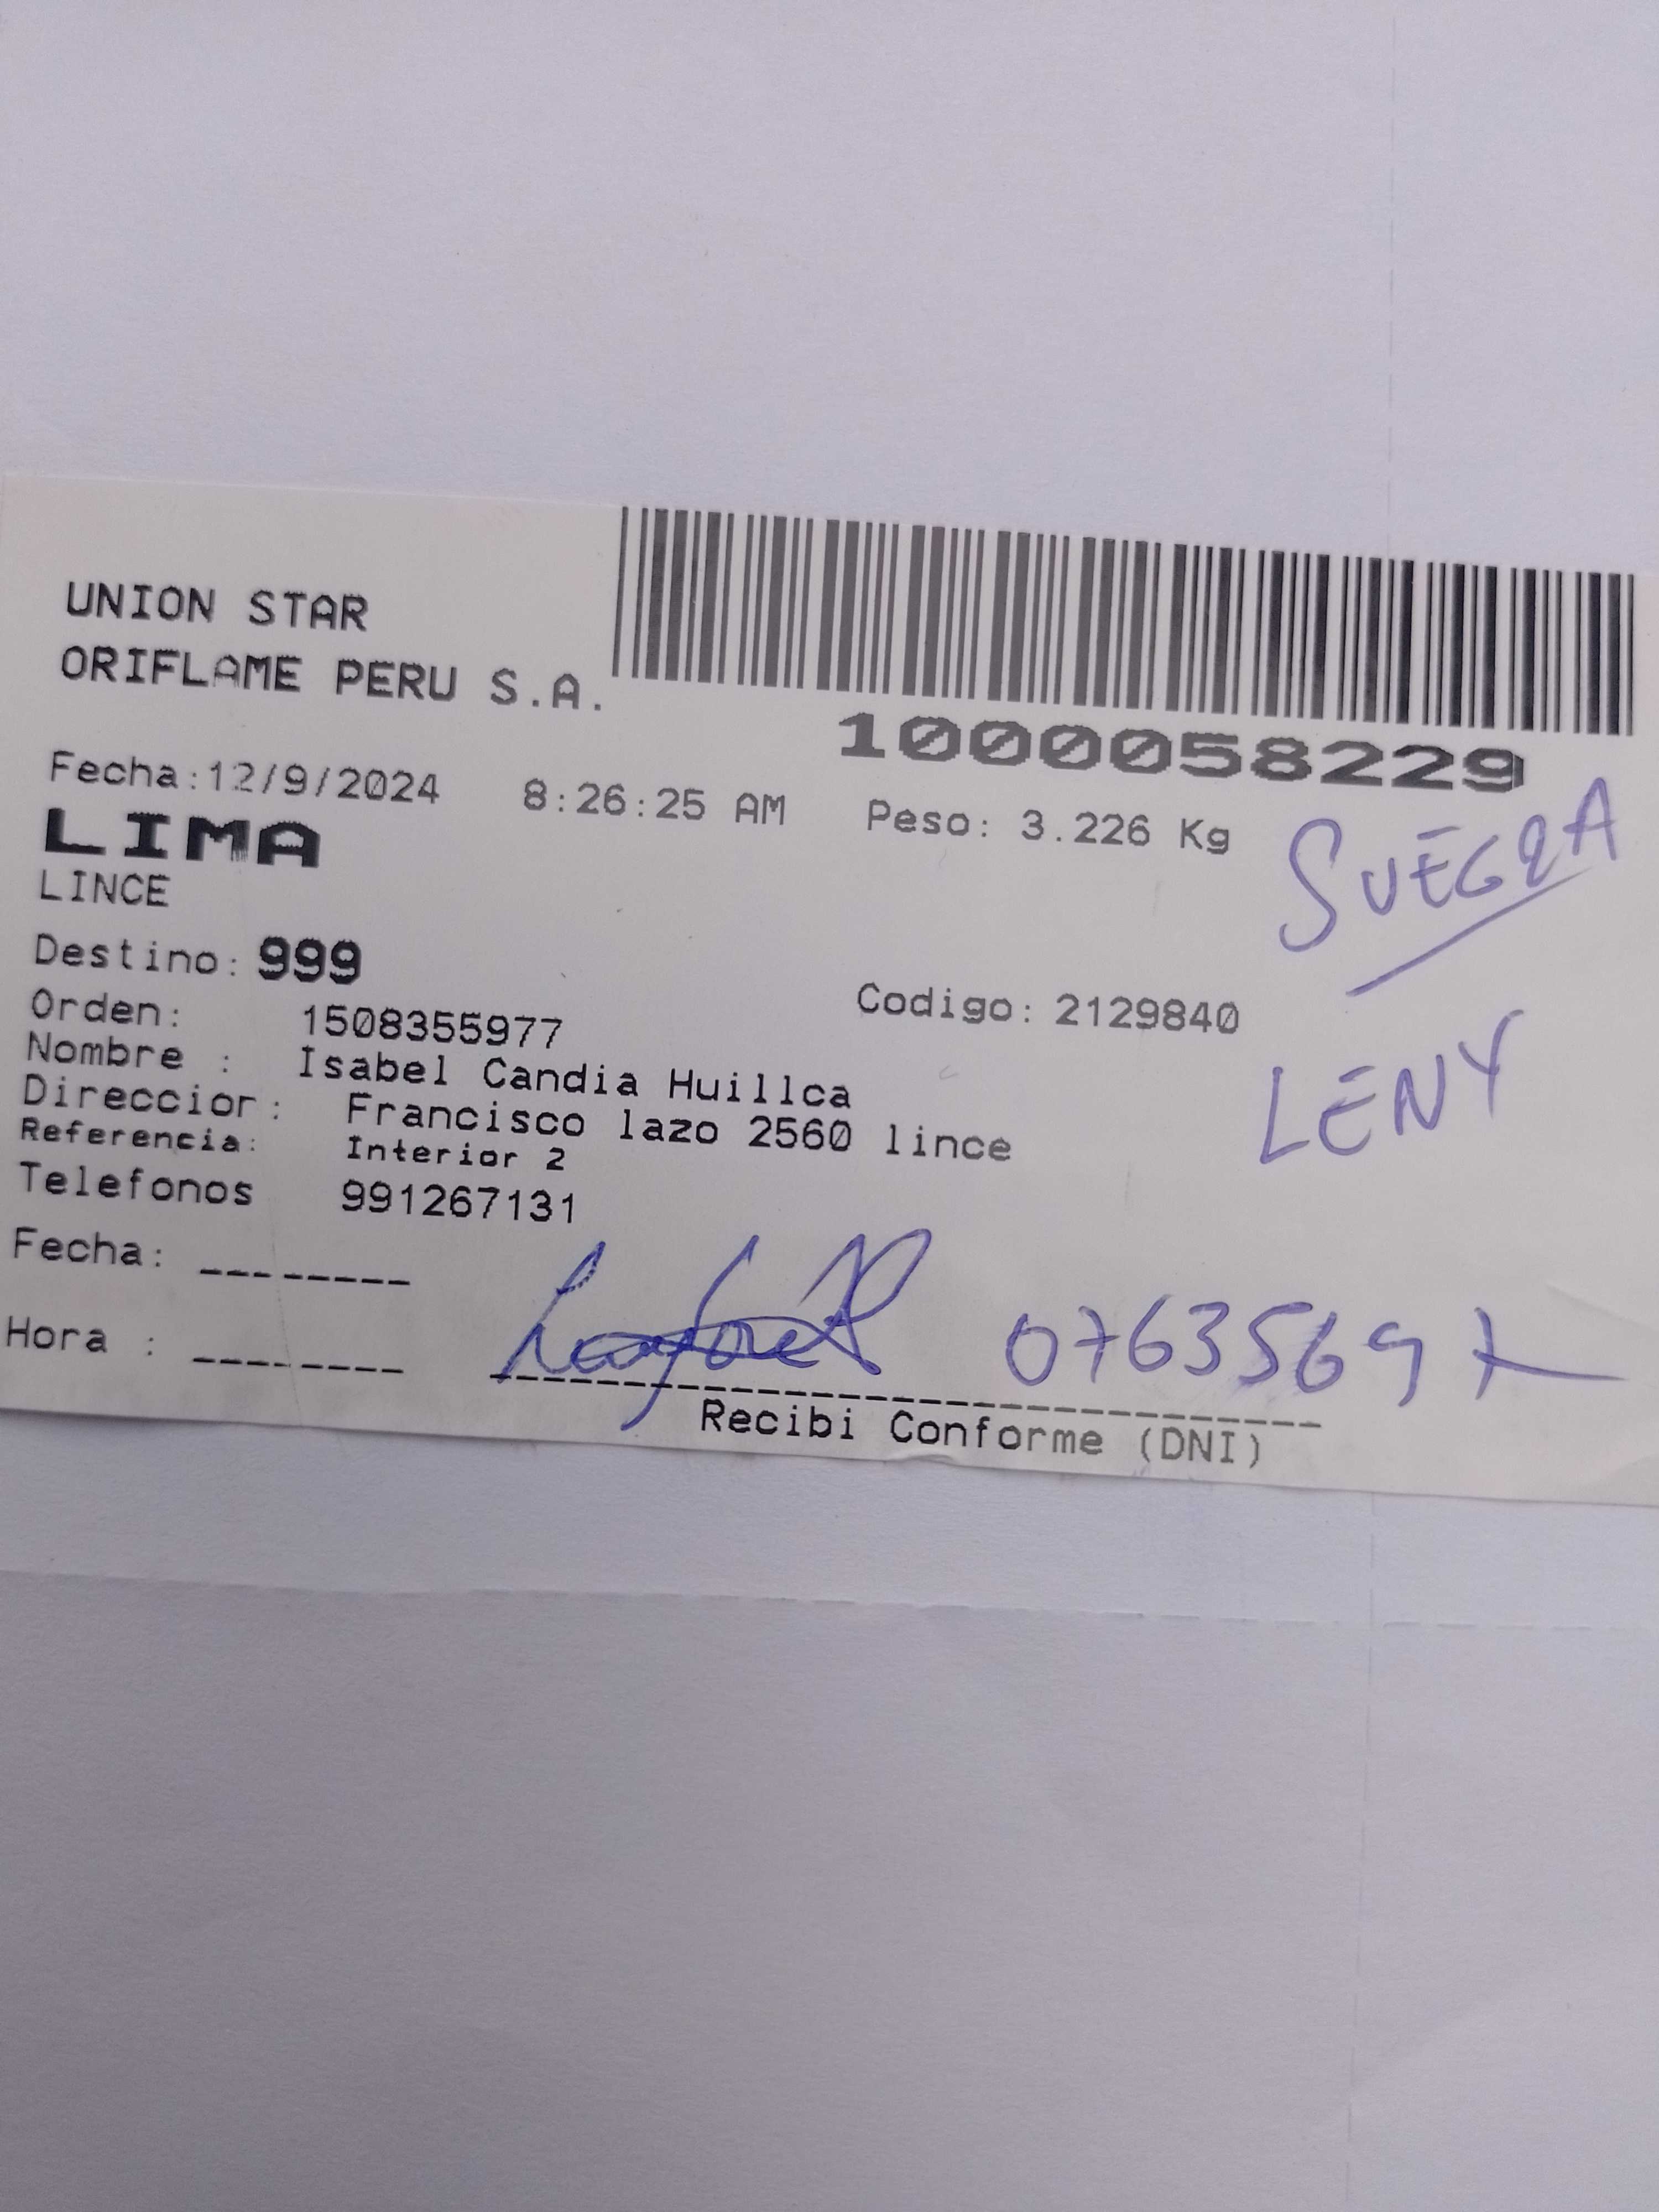 UNION STAR
ORIFLAME PERU S.A.
1000058229
Fecha:12/9/2024 8:26:25 AM Peso: 3.226 Kg
LIMA
SUEGRA
LINCE
Destino: 999
Orden: 1508355977 Codigo: 2129840
Nombre : Isabel Candia Huillca
LENY
Direccior: Francisco lazo 2560 lince
Referencia: Interior 2
Telefonos 991267131
Fecha: --------
Hora : --------
07635697
Recibi Conforme (DNI)